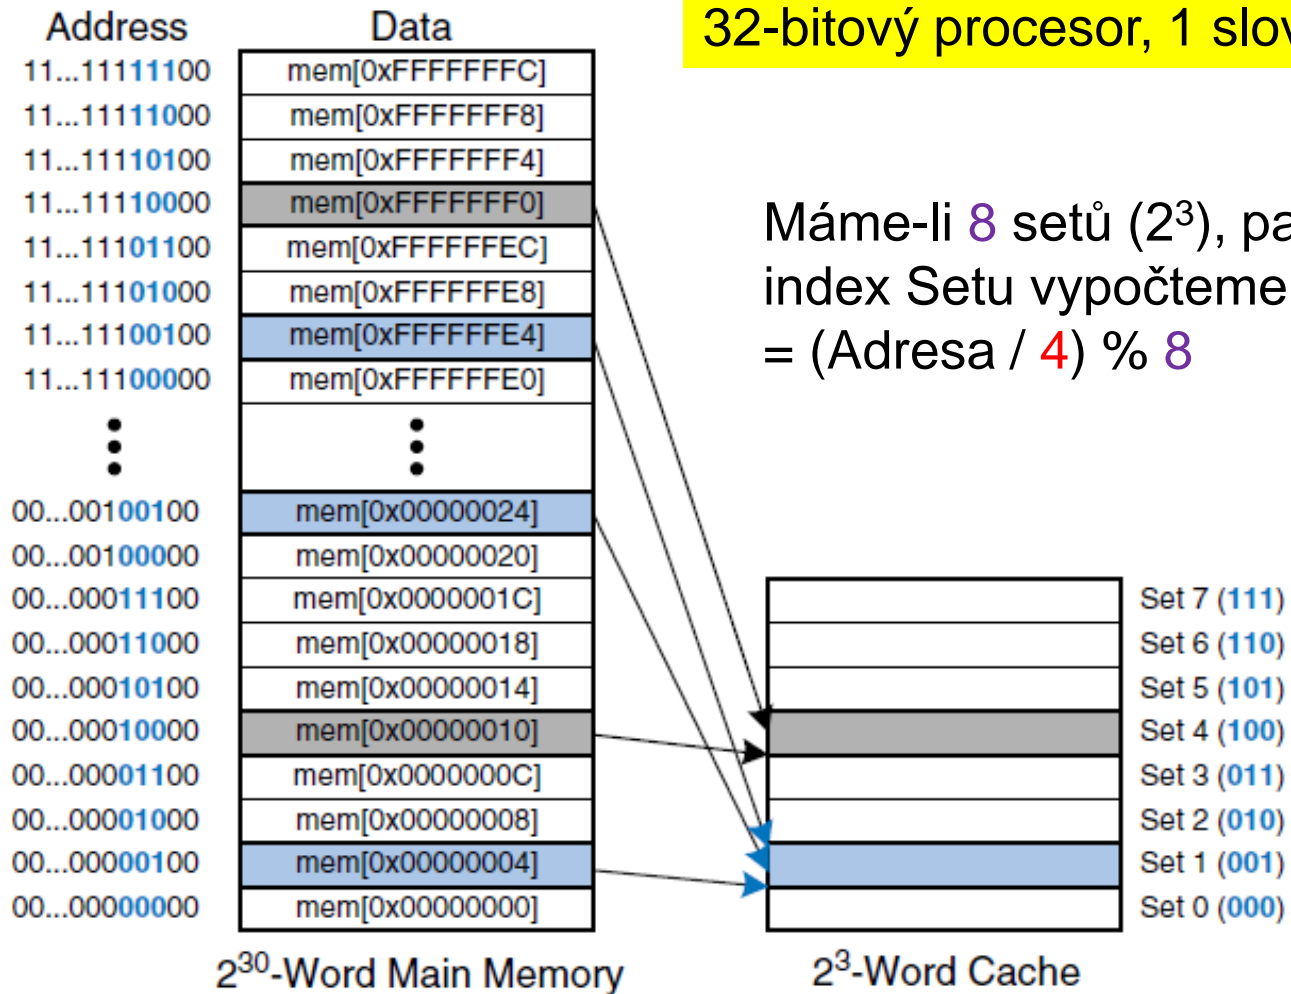 Address Data
32-bitový procesor, 1
11...11111100 mem[0xFFFFFFFC]
11...11111000 mem[0xFFFFFFF8]
11...11110100 mem[0xFFFFFFF4]
11...11110000 mem[0xFFFFFFF0]
11...11101100 mem[0xFFFFFFEC]
11...11101000 mem[0xFFFFFFE8]
11...11100100 mem[0xFFFFFFE4]
11...11100000 mem[0xFFFFFFE0]
Máme-li 8 setů (2³),
index Setu vypočteme
= (Adresa / 4) % 8
00...00100100 mem[0x00000024]
00...00100000 mem[0x00000020]
00...00011100 mem[0x0000001C]
00...00011000 mem[0x00000018]
00...00010100 mem[0x00000014]
00...00010000 mem[0x00000010]
00...00001100 mem[0x0000000C]
00...00001000 mem[0x00000008]
00...00000100 mem[0x00000004]
00...00000000 mem[0x00000000]
Set 7 (111)
Set 6 (110)
Set 5 (101)
Set 4 (100)
Set 3 (011)
Set 2 (010)
Set 1 (001)
Set 0 (000)
2³⁰-Word Main Memory
2³-Word Cache